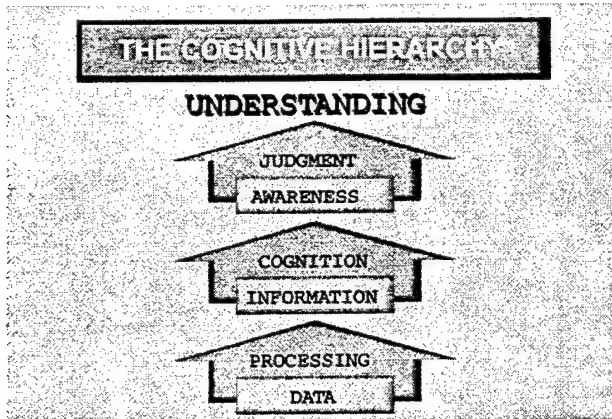 THE COGNITIVE HIERARCHY
UNDERSTANDING
JUDGMENT
AWARENESS
COGNITION
INFORMATION
PROCESSING
DATA